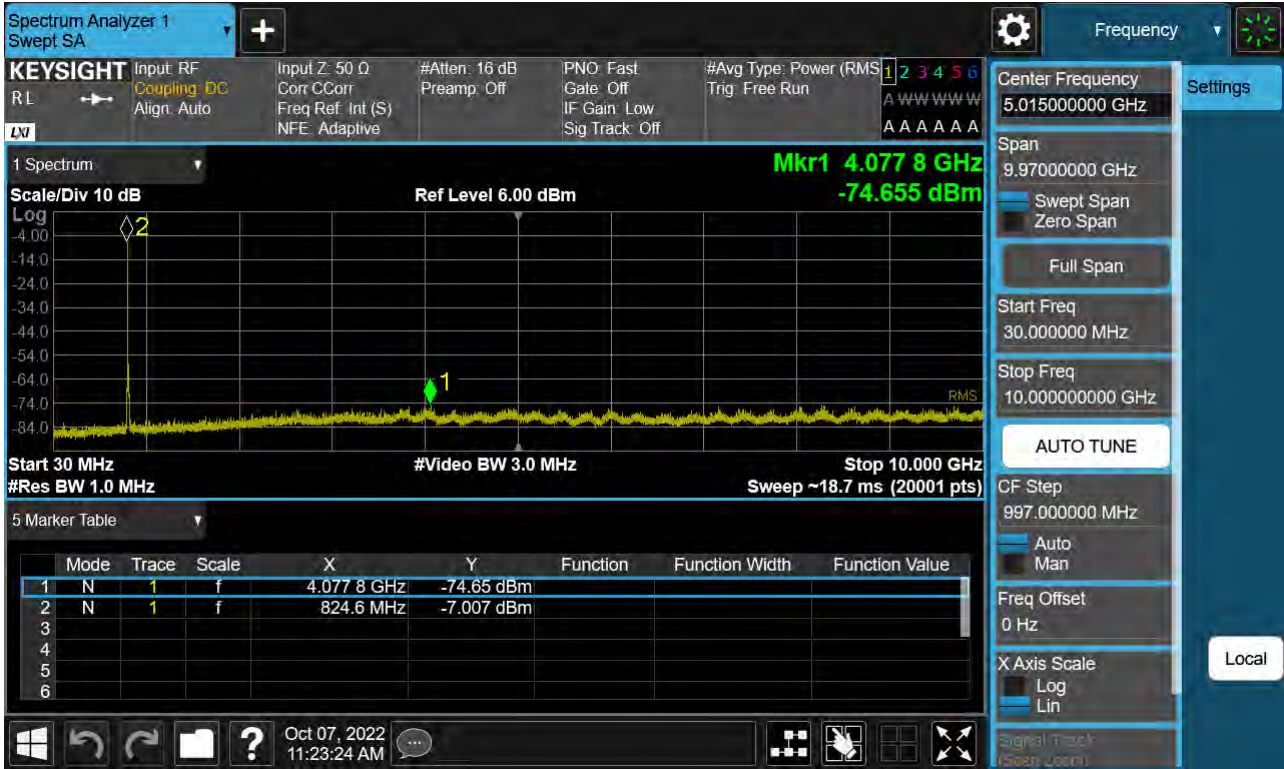 Spectrum Analyzer 1
Swept SA
+
Frequency
KEYSIGHT
RL
LXI
Input: RF
Coupling: DC
Align: Auto
Input Z: 50 Ω
Corr CCorr
Freq Ref: Int (S)
NFE: Adaptive
#Atten: 16 dB
Preamp: Off
PNO: Fast
Gate: Off
IF Gain: Low
Sig Track: Off
#Avg Type: Power (RMS
Trig: Free Run
1 2 3 4 5 6
A W W W W W
A A A A A A
Center Frequency
5.015000000 GHz
Settings
Span
9.97000000 GHz
Swept Span
Zero Span
Full Span
Start Freq
30.000000 MHz
Stop Freq
10.000000000 GHz
AUTO TUNE
CF Step
997.000000 MHz
Auto
Man
Freq Offset
0 Hz
X Axis Scale
Log
Lin
Signal Track
(Span Zoom)
Local
1 Spectrum
Mkr1 4.077 8 GHz
-74.655 dBm
Scale/Div 10 dB
Ref Level 6.00 dBm
Log
-4.00
-14.0
-24.0
-34.0
-44.0
-54.0
-64.0
-74.0
-84.0
2
1
RMS
Start 30 MHz
#Video BW 3.0 MHz
Stop 10.000 GHz
#Res BW 1.0 MHz
Sweep ~18.7 ms (20001 pts)
5 Marker Table
Mode Trace Scale X Y Function Function Width Function Value
1 N 1 f 4.077 8 GHz -74.65 dBm
2 N 1 f 824.6 MHz -7.007 dBm
3
4
5
6
?
Oct 07, 2022
11:23:24 AM